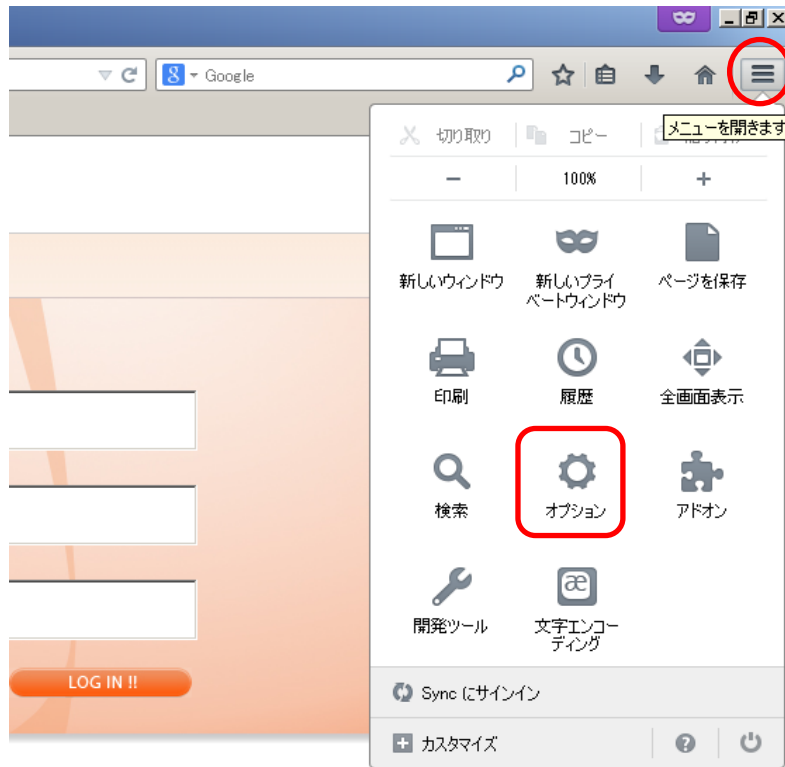 Google
メニューを開きます
切り取り
コピー
100%
新しいウィンドウ
新しいプライ
ベートウィンドウ
ページを保存
印刷
履歴
全画面表示
検索
オプション
アドオン
開発ツール
文字エンコー
ディング
LOG IN !!
Sync にサインイン
カスタマイズ